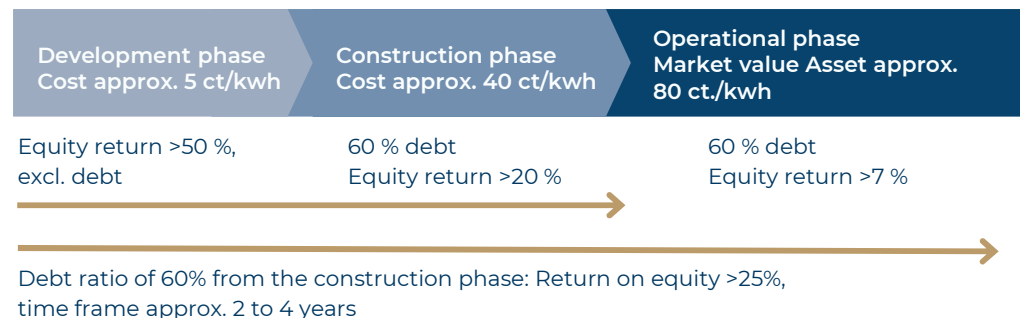 Development phase
Cost approx. 5 ct/kwh
Construction phase
Cost approx. 40 ct/kwh
Operational phase
Market value Asset approx.
80 ct./kwh
Equity return >50 %,
excl. debt
60 % debt
Equity return >20 %
60 % debt
Equity return >7 %
Debt ratio of 60% from the construction phase: Return on equity >25%,
time frame approx. 2 to 4 years